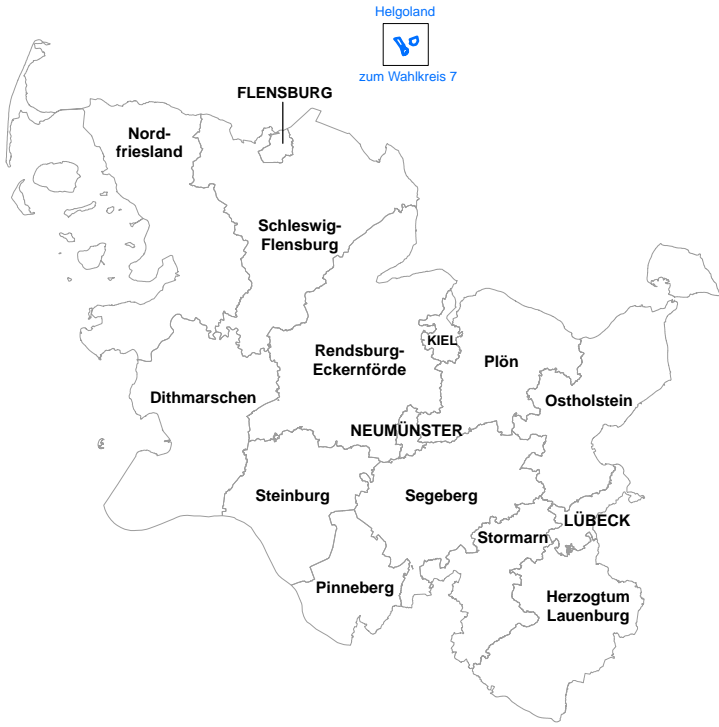 Helgoland
zum Wahlkreis 7
FLENSBURG
Nord-
friesland
Schleswig-
Flensburg
KIEL
Rendsburg-
Eckernförde
Plön
Dithmarschen
Ostholstein
NEUMÜNSTER
Steinburg
Segeberg
LÜBECK
Stormarn
Pinneberg
Herzogtum
Lauenburg